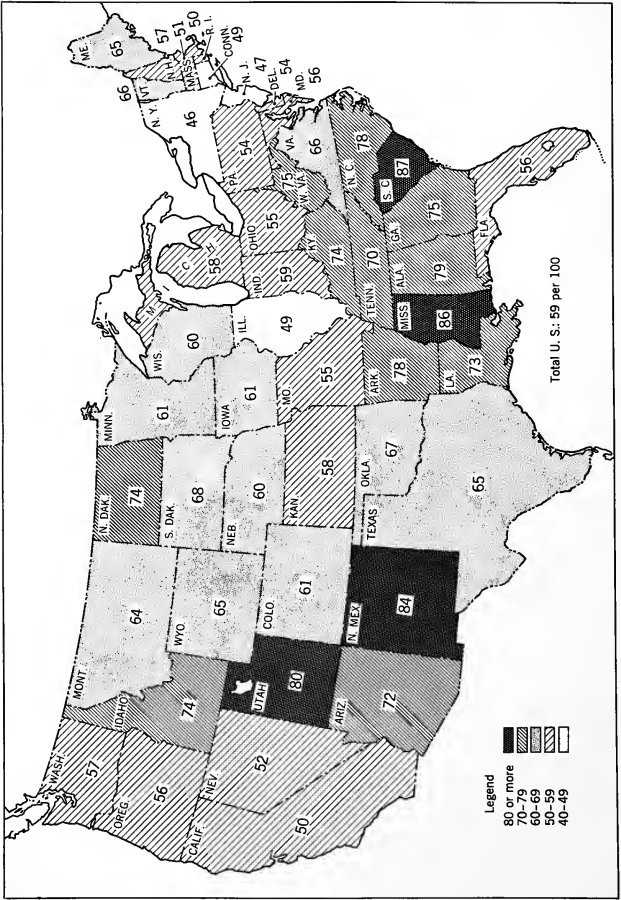 WASH.
57
OREG.
56
CALIF.
50
NEV.
52
IDAHO
74
MONT.
64
WYO.
65
UTAH
80
COLO.
61
ARIZ.
72
N. MEX.
84
N. DAK.
74
S. DAK.
68
NEB.
60
KAN.
58
OKLA.
67
TEXAS
65
MINN.
61
IOWA
61
MO.
55
ARK.
78
LA.
73
WIS.
60
ILL.
49
MICH.
58
IND.
59
OHIO
55
KY.
74
TENN.
70
MISS.
86
ALA.
79
GA.
75
FLA.
56
S. C.
87
N. C.
78
VA.
66
W. VA.
75
PA.
54
N. Y.
46
VT.
66
ME.
65
N. H.
57
MASS.
51
R. I.
50
CONN.
49
N. J.
47
DEL.
54
MD.
56
Legend
80 or more
70-79
60-69
50-59
40-49
Total U. S.: 59 per 100